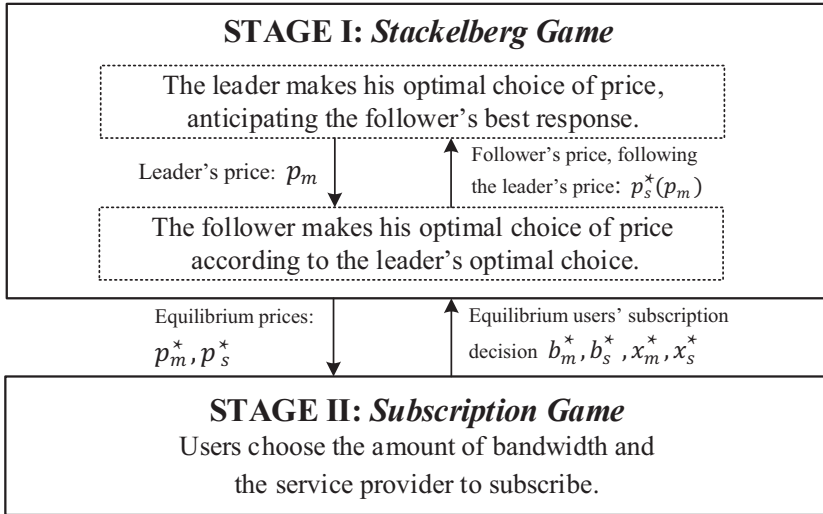 STAGE I: Stackelberg Game
The leader makes his optimal choice of price,
anticipating the follower's best response.
Leader's price: p_m
Follower's price, following
the leader's price: p_s^*(p_m)
The follower makes his optimal choice of price
according to the leader's optimal choice.
Equilibrium prices:
p_m^*, p_s^*
Equilibrium users' subscription
decision b_m^*, b_s^*, x_m^*, x_s^*
STAGE II: Subscription Game
Users choose the amount of bandwidth and
the service provider to subscribe.